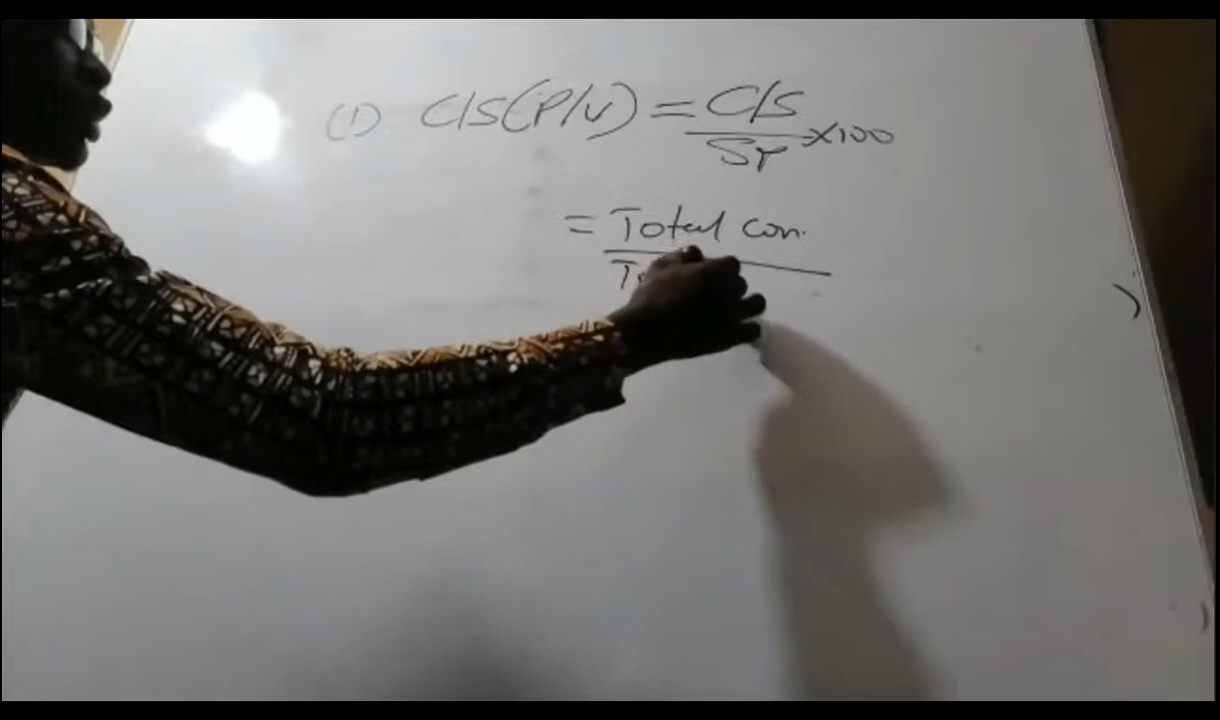 (1) C/S(P/V) = C/S
SP ×100
= Total con.